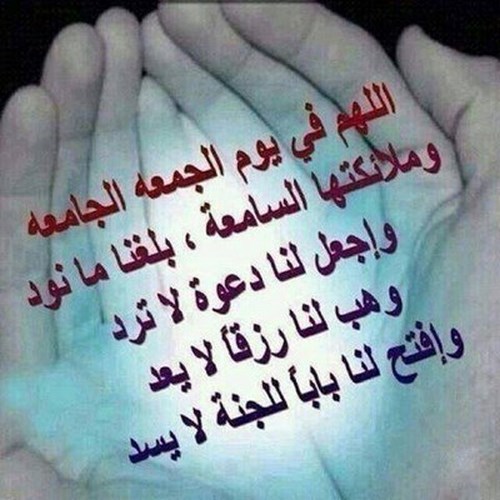 اللهم في يوم الجمعه الجامعه
وملائكتها السامعة ، بلغنا ما نود
وإجعل لنا دعوة لا ترد
وهب لنا رزقاً لا يعد
وإفتح لنا باباً للجنة لا يسد